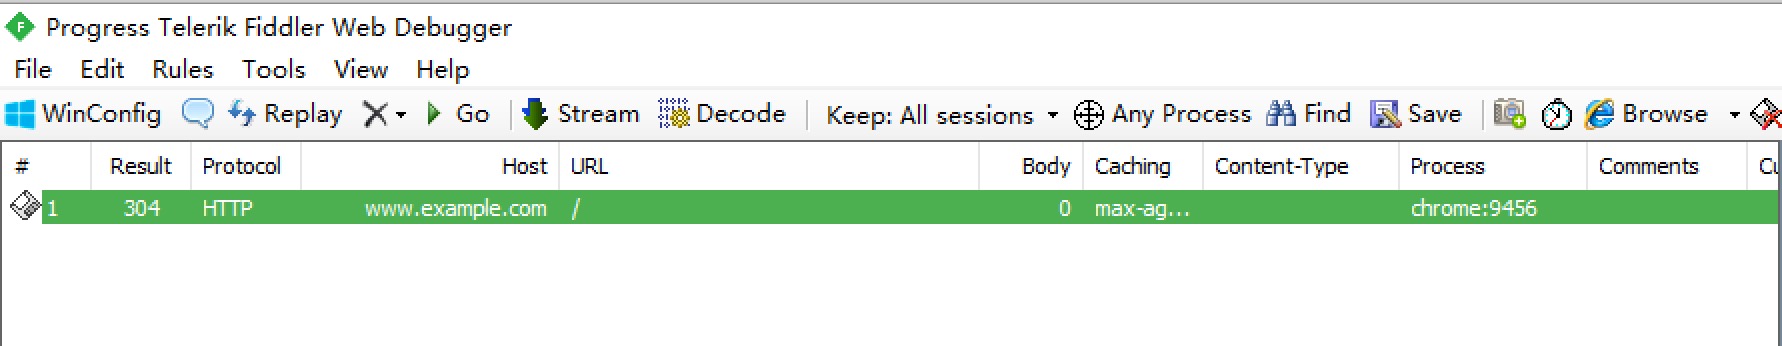 Progress Telerik Fiddler Web Debugger
File Edit Rules Tools View Help
WinConfig Replay Go Stream Decode Keep: All sessions Any Process Find Save Browse
# Result Protocol Host URL Body Caching Content-Type Process Comments
1 304 HTTP www.example.com / 0 max-ag... chrome:9456